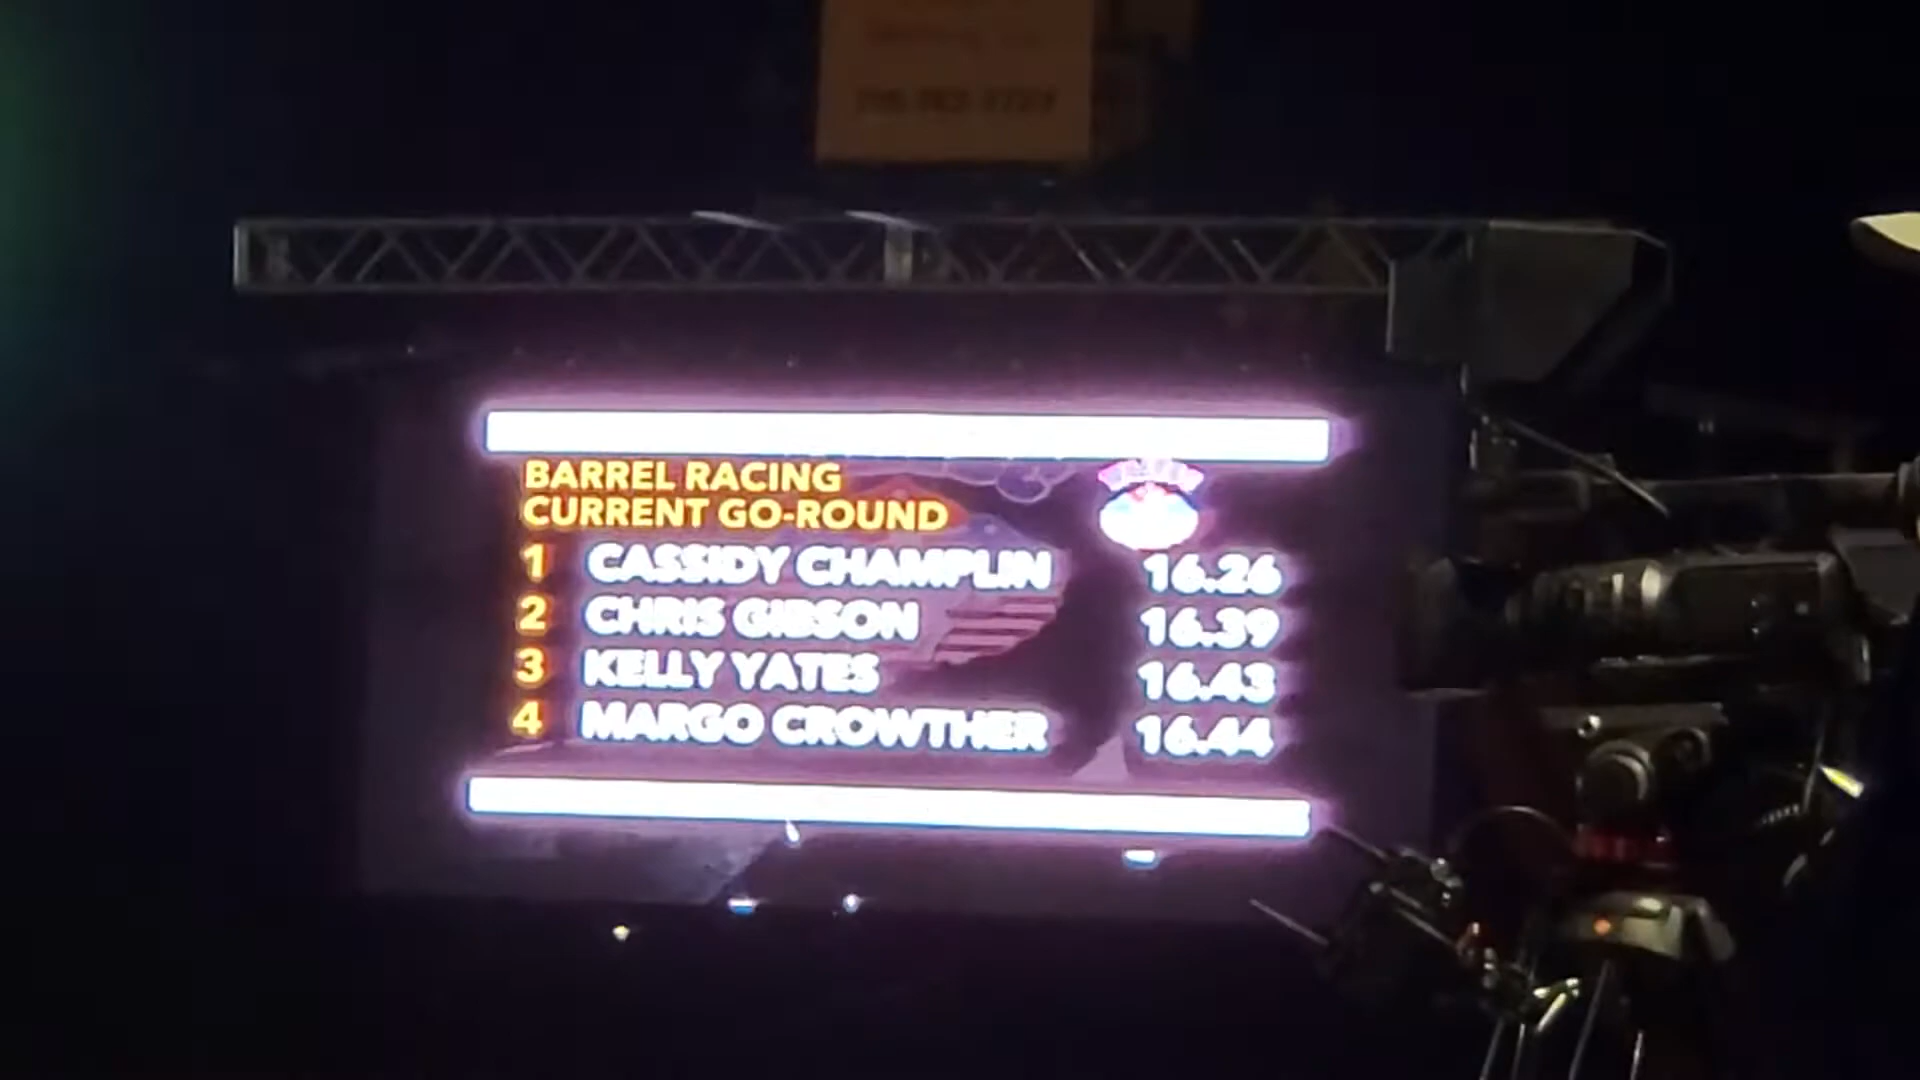 BARREL RACING
CURRENT GO-ROUND
1 CASSIDY CHAMPLIN 16.26
2 CHRIS GIBSON 16.39
3 KELLY YATES 16.43
4 MARGO CROWTHER 16.44